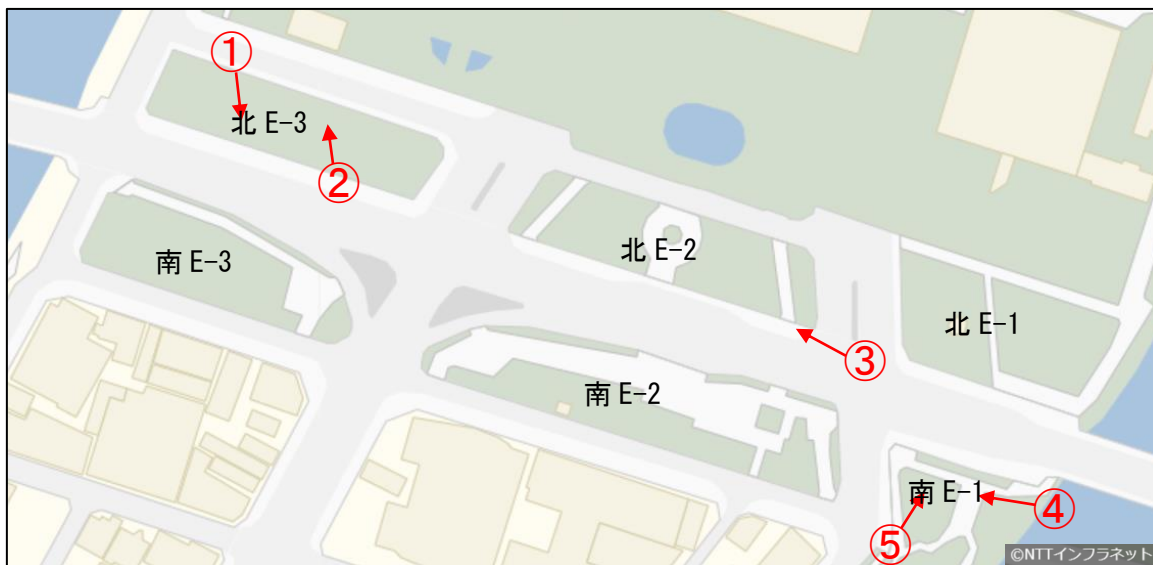 ①
北 E-3
②
南 E-3
北 E-2
北 E-1
③
南 E-2
南 E-1
④
⑤
©NTTインフラネット